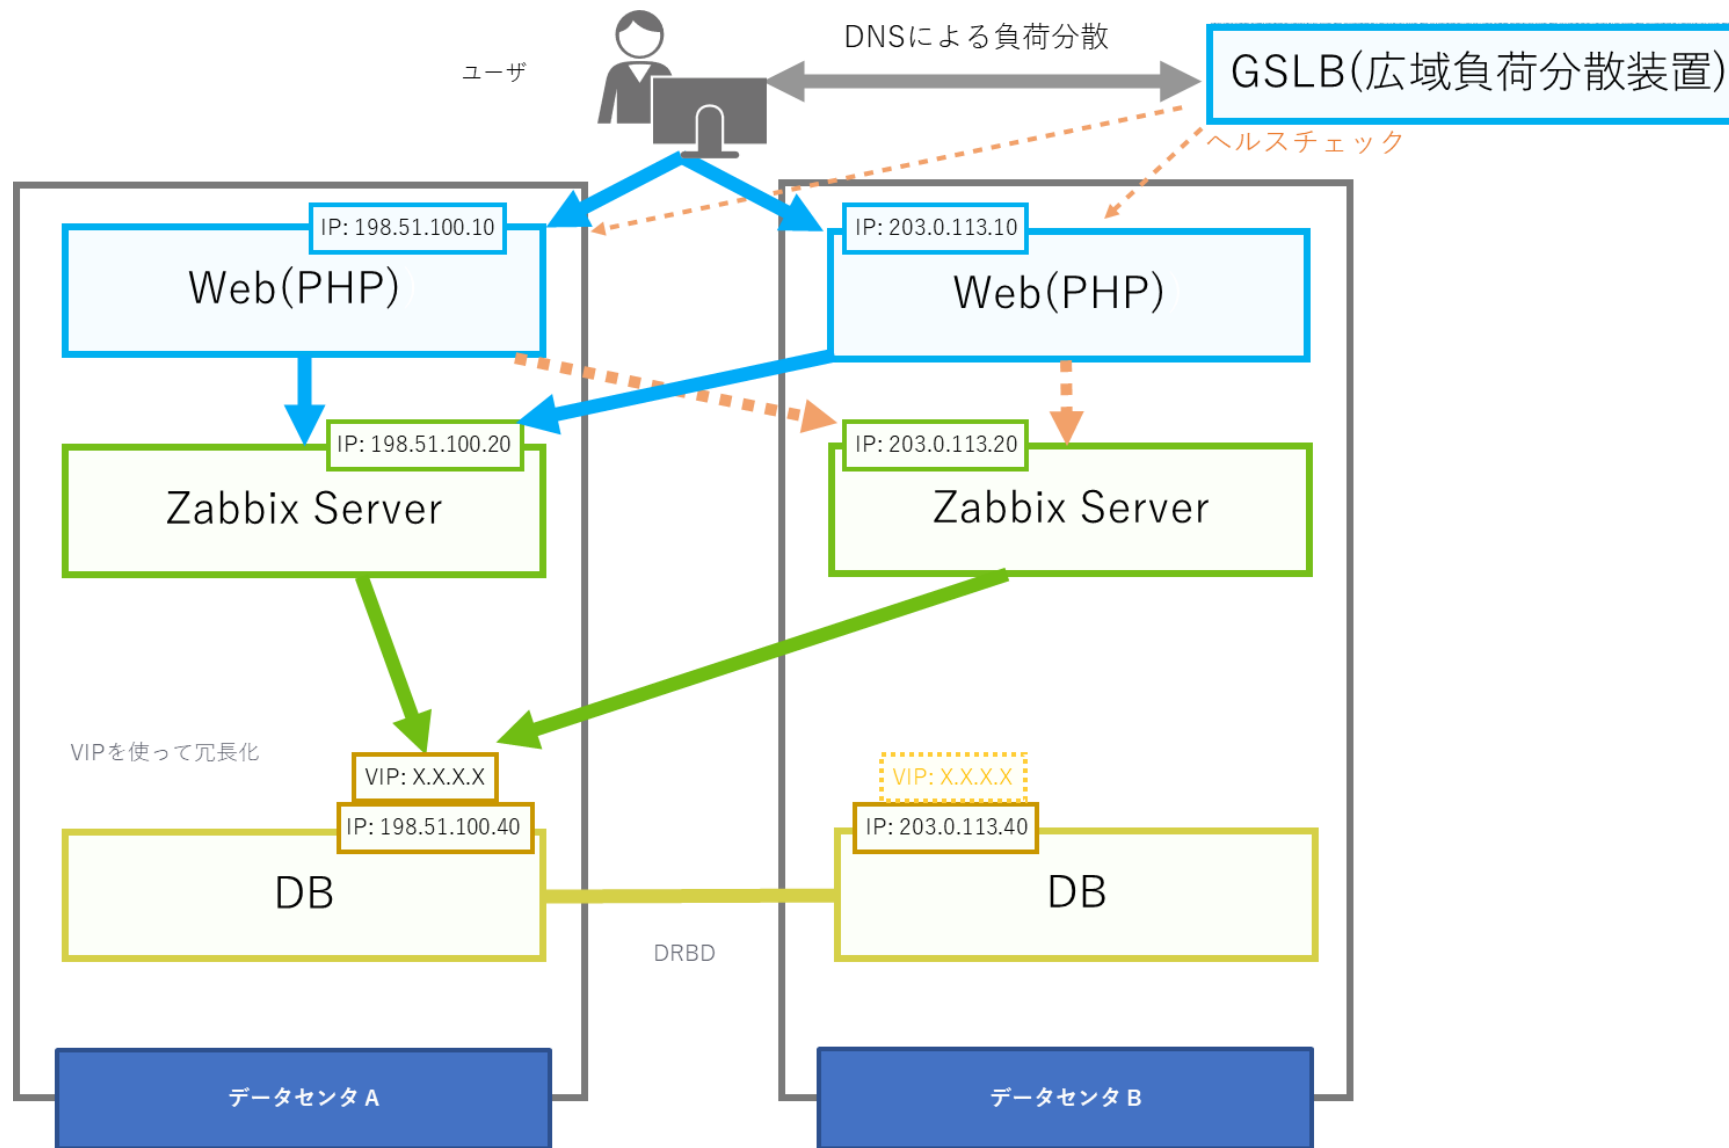 DNSによる負荷分散
ユーザ
GSLB(広域負荷分散装置)
ヘルスチェック
IP: 198.51.100.10
IP: 203.0.113.10
Web(PHP)
Web(PHP)
IP: 198.51.100.20
IP: 203.0.113.20
Zabbix Server
Zabbix Server
VIPを使って冗長化
VIP: X.X.X.X
VIP: X.X.X.X
IP: 198.51.100.40
IP: 203.0.113.40
DB
DB
DRBD
データセンタ A
データセンタ B